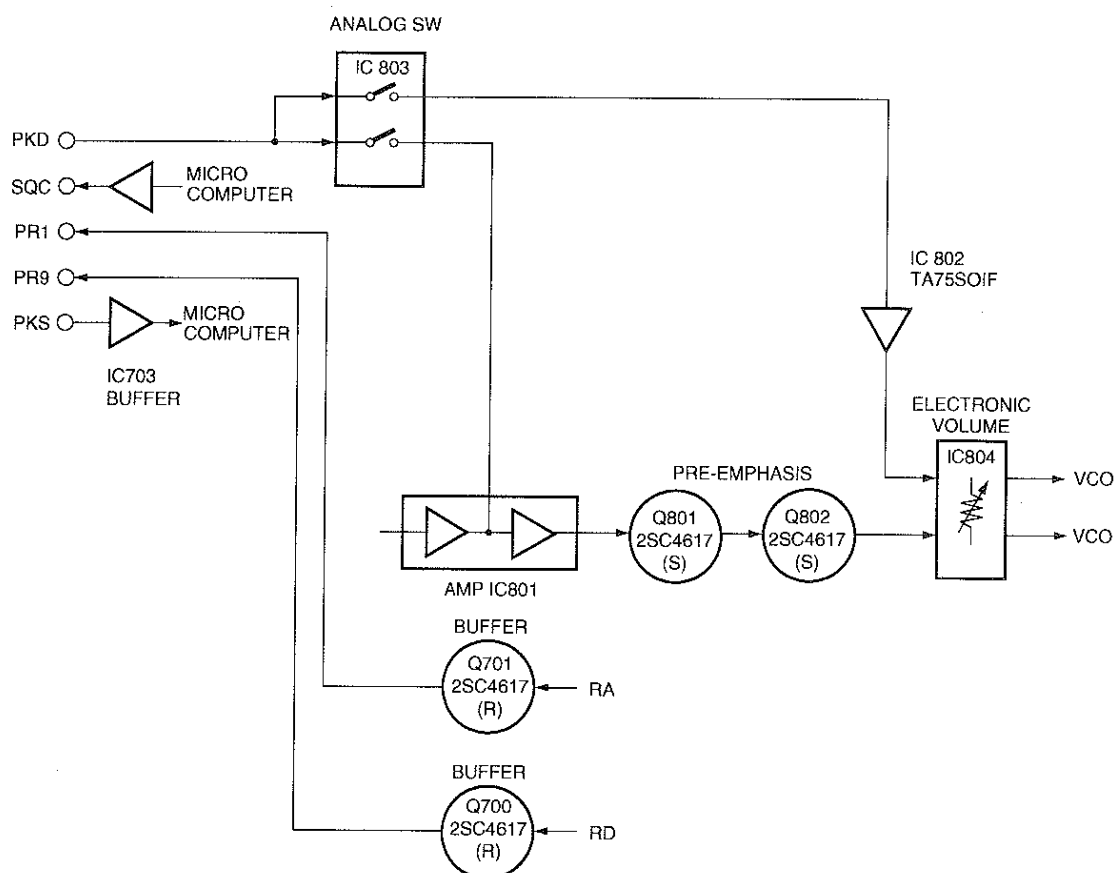 ANALOG SW
IC 803
PKD
SQC
MICRO
COMPUTER
PR1
PR9
PKS
MICRO
COMPUTER
IC703
BUFFER
IC 802
TA75SOIF
ELECTRONIC
VOLUME
IC804
VCO
VCO
PRE-EMPHASIS
Q801
2SC4617
(S)
Q802
2SC4617
(S)
AMP IC801
BUFFER
Q701
2SC4617
(R)
RA
BUFFER
Q700
2SC4617
(R)
RD